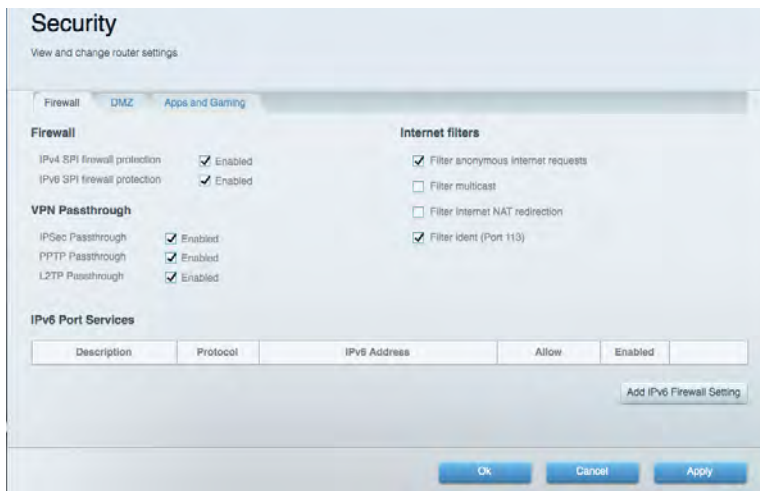 Security
View and change router settings
Firewall
DMZ
Apps and Gaming
Firewall
IPv4 SPI firewall protection
Enabled
IPv6 SPI firewall protection
Enabled
VPN Passthrough
IPSec Passthrough
Enabled
PPTP Passthrough
Enabled
L2TP Passthrough
Enabled
Internet filters
Filter anonymous Internet requests
Filter multicast
Filter Internet NAT redirection
Filter ident (Port 113)
IPv6 Port Services
Description
Protocol
IPv6 Address
Allow
Enabled
Add IPv6 Firewall Setting
Ok
Cancel
Apply